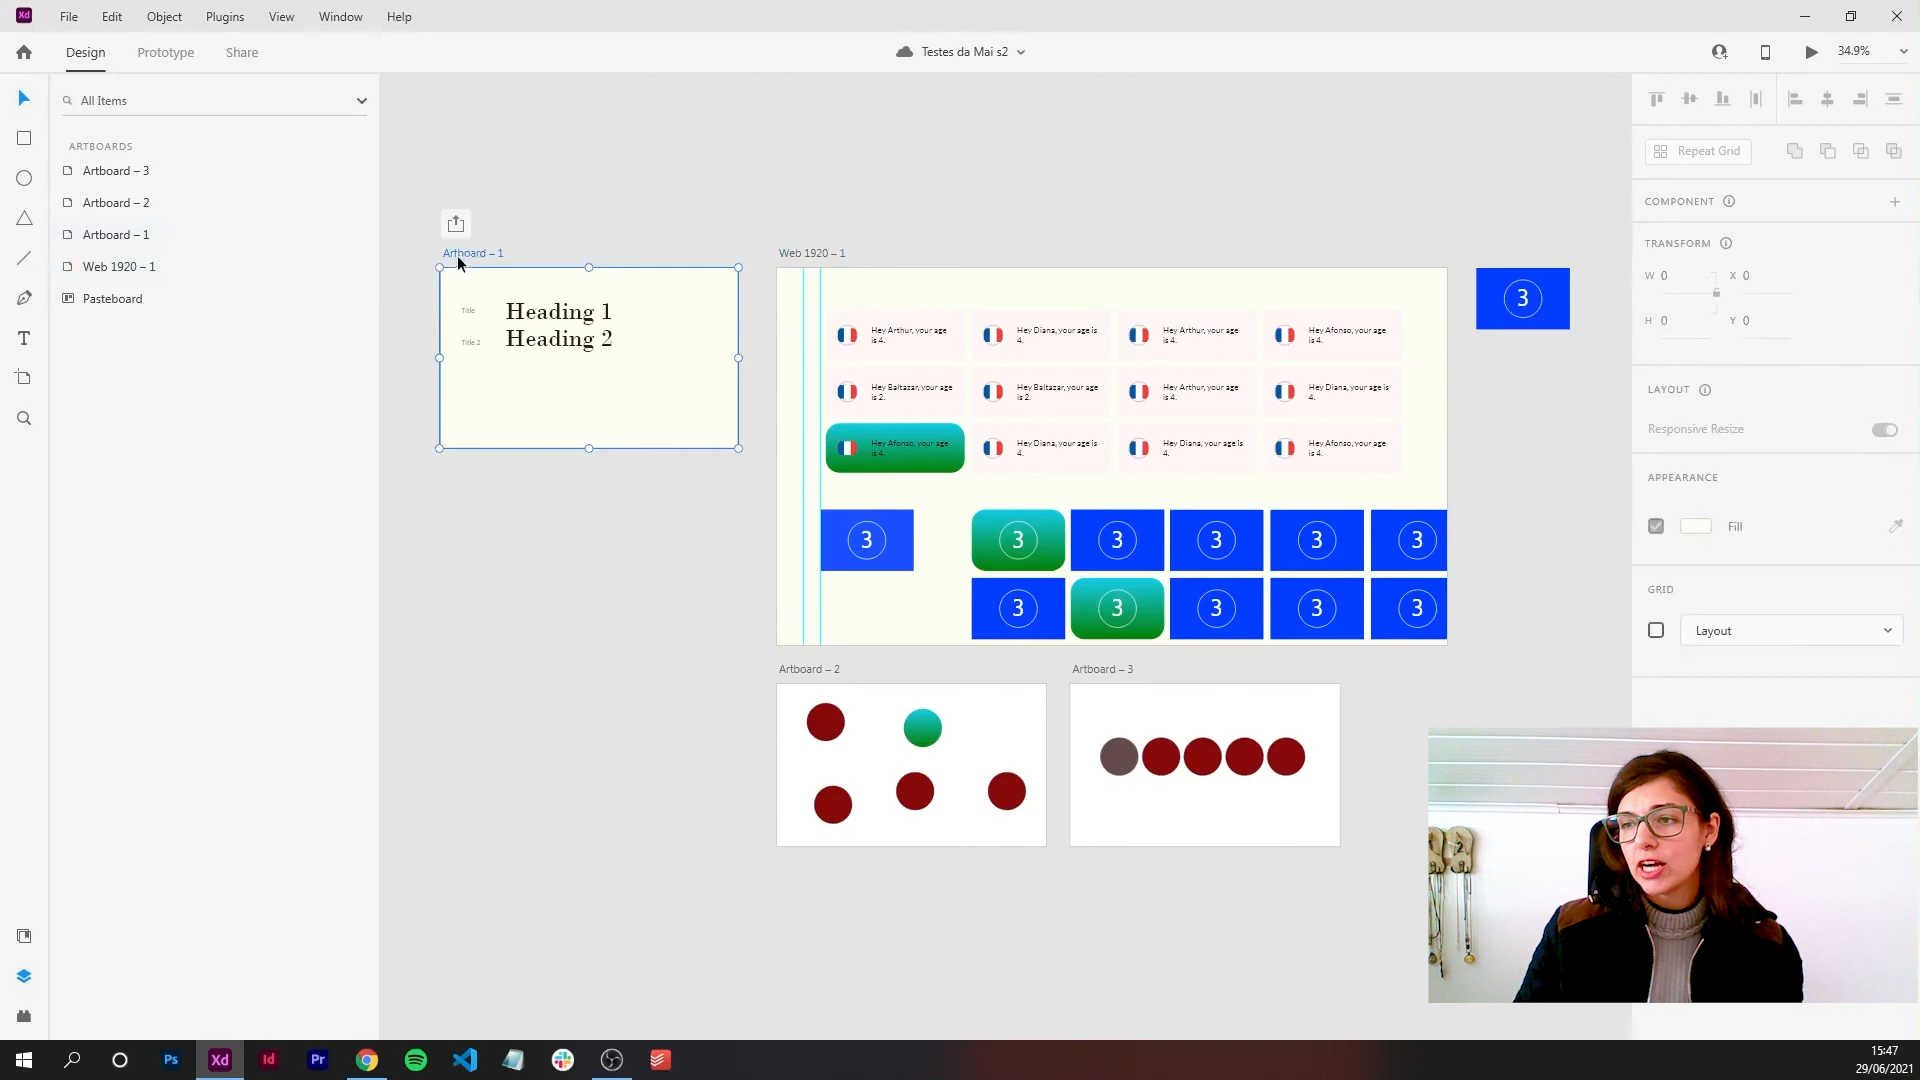 Xd
File Edit Object Plugins View Window Help
Design Prototype Share
Testes da Mai s2
34.9%
All Items
ARTBOARDS
Artboard – 3
Artboard – 2
Artboard – 1
Web 1920 – 1
Pasteboard
Artboard – 1
Title
Heading 1
Title 2
Heading 2
Web 1920 – 1
Hey Arthur, your age
is 4.
Hey Diana, your age is
4.
Hey Arthur, your age
is 4.
Hey Afonso, your age
is 4.
Hey Baltazar, your age
is 2.
Hey Baltazar, your age
is 2.
Hey Arthur, your age
is 4.
Hey Diana, your age is
4.
Hey Afonso, your age
is 4.
Hey Diana, your age is
4.
Hey Diana, your age is
4.
Hey Afonso, your age
is 4.
3
3 3 3 3 3 3
3 3 3 3 3
Artboard – 2
Artboard – 3
Repeat Grid
COMPONENT
TRANSFORM
W 0 X 0
H 0 Y 0
LAYOUT
Responsive Resize
APPEARANCE
Fill
GRID
Layout
Ps Xd Id Pr
15:47
29/06/2021